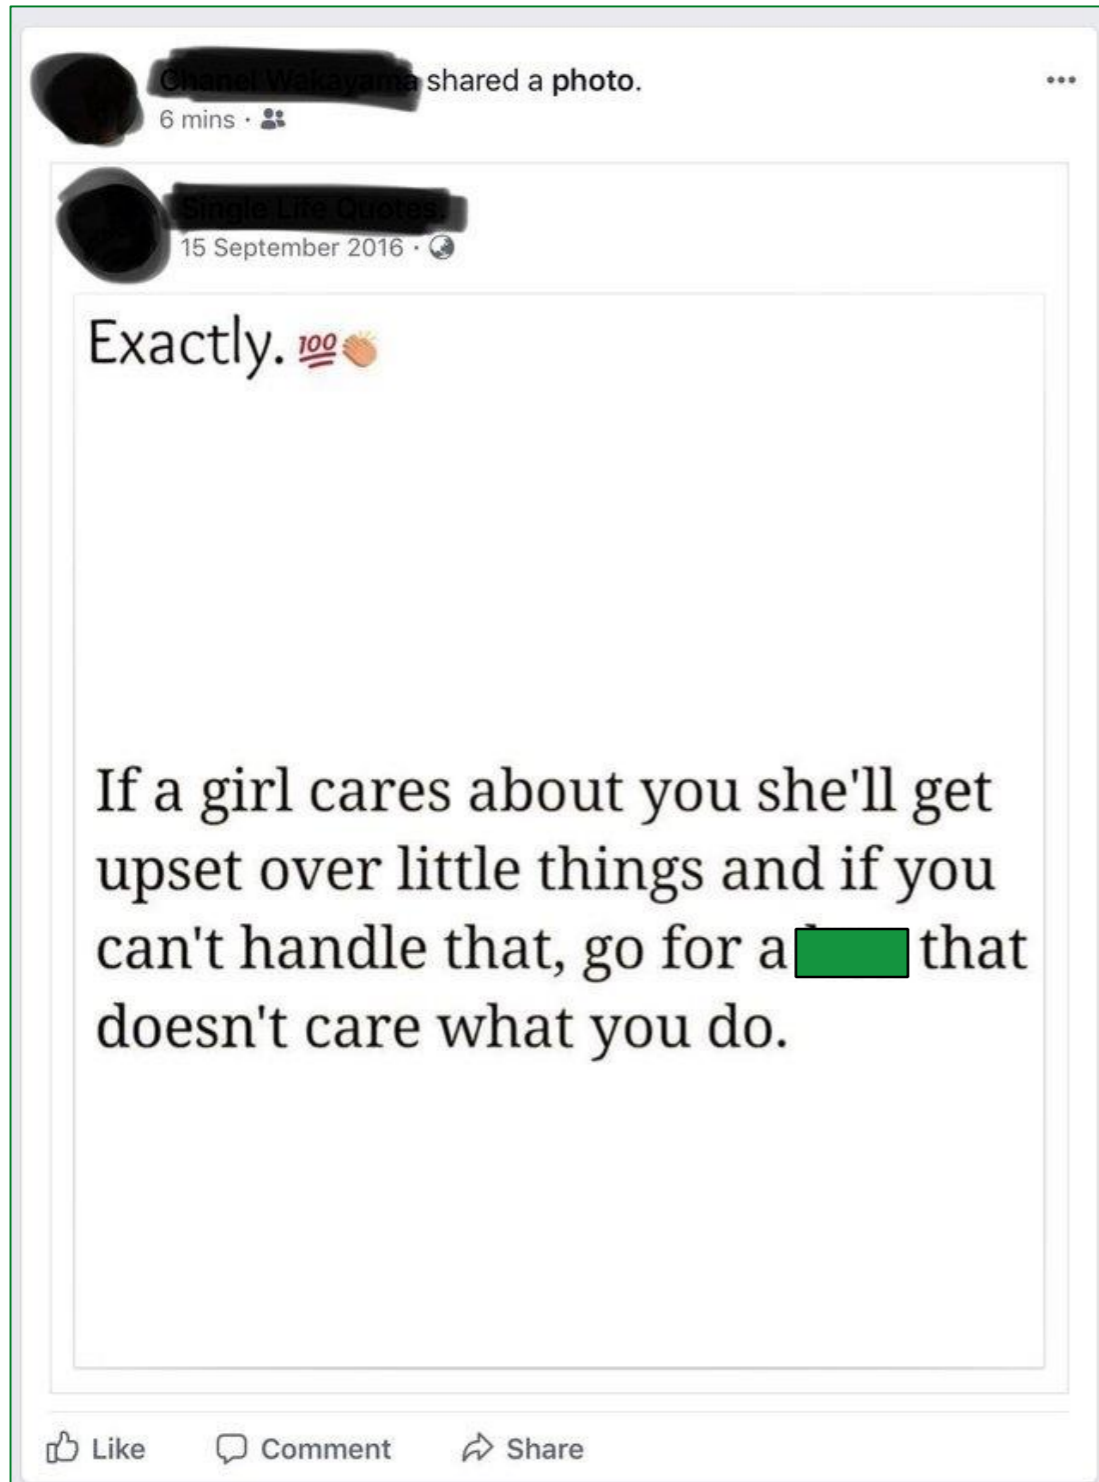 shared a photo.
6 mins ·
15 September 2016 ·
Exactly. 💯👏
If a girl cares about you she'll get
upset over little things and if you
can't handle that, go for a that
doesn't care what you do.
Like Comment Share